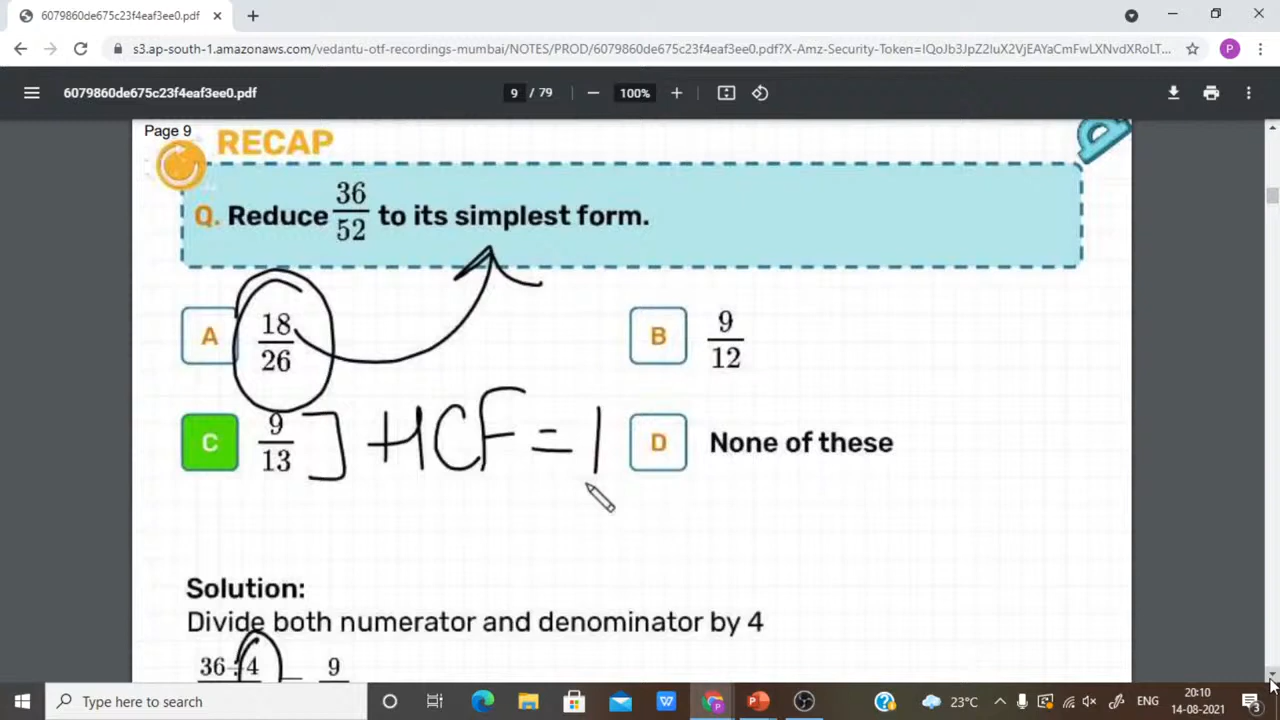 6079860de675c23f4eaf3ee0.pdf
s3.ap-south-1.amazonaws.com/vedantu-otf-recordings-mumbai/NOTES/PROD/6079860de675c23f4eaf3ee0.pdf?X-Amz-Security-Token=IQoJb3JpZ2luX2VjEAYaCmFwLXNvdXRoLT...
P
6079860de675c23f4eaf3ee0.pdf
9 / 79
100%
Page 9
RECAP
Q. Reduce 36/52 to its simplest form.
A 18/26
B 9/12
C 9/13 ] HCF = 1
D None of these
Solution:
Divide both numerator and denominator by 4
36÷4 = 9
Type here to search
23°C
ENG
20:10
14-08-2021
3